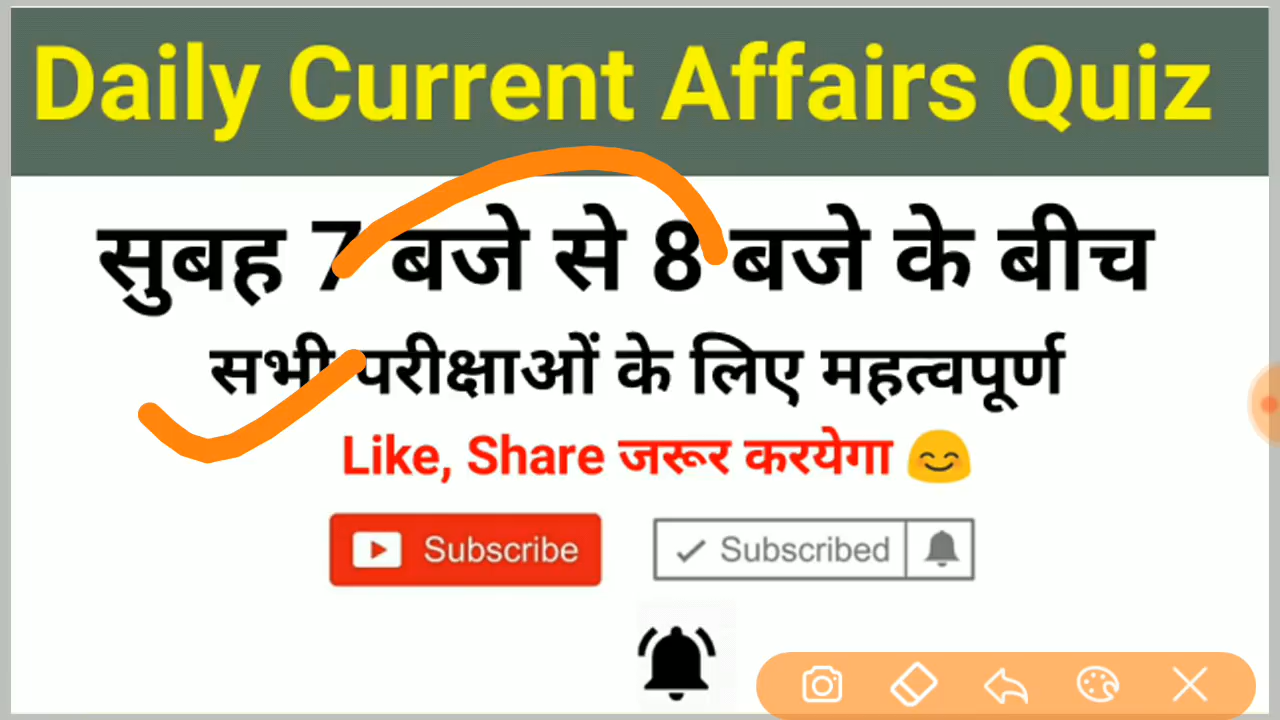 Daily Current Affairs Quiz
सुबह 7 बजे से 8 बजे के बीच
सभी परीक्षाओं के लिए महत्वपूर्ण
Like, Share जरूर करयेगा 😊
Subscribe
Subscribed